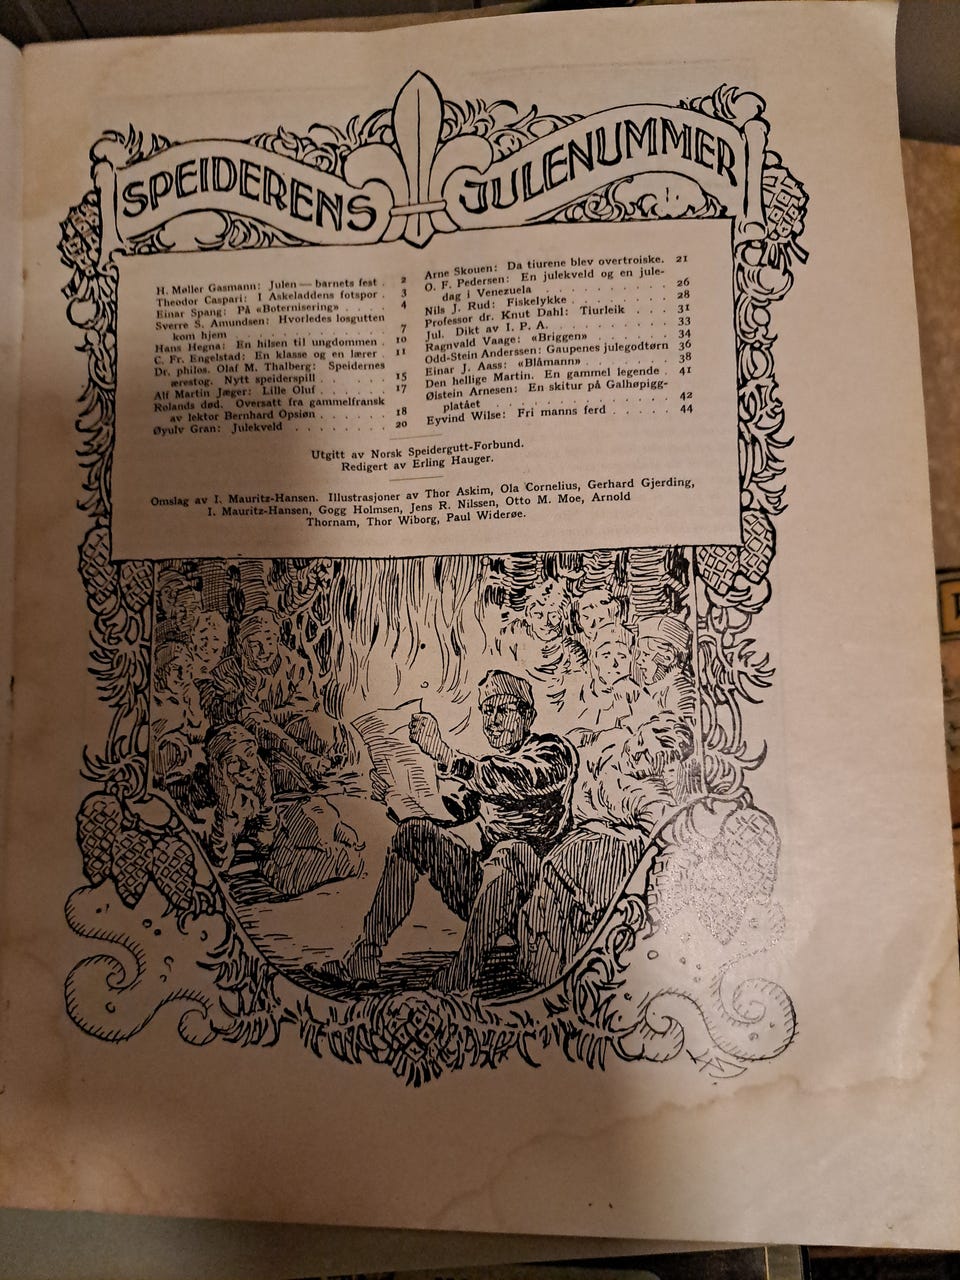 SPEIDERENS JULENUMMER
H. Møller Gasmann: Julen — barnets fest . 2
Theodor Caspari: I Askeladdens fotspor . 3
Einar Spang: På «Boternisering» . . . . 4
Sverre S. Amundsen: Hvorledes losgutten
kom hjem . . . . . . . . . . . . 7
Hans Hegna: En hilsen til ungdommen . 10
C. Fr. Engelstad: En klasse og en lærer . 11
Dr. philos. Olaf M. Thalberg: Speidernes
ærestog. Nytt speiderspill . . . . . . 15
Alf Martin Jæger: Lille Oluf . . . . . 17
Rolands død. Oversatt fra gammelfransk
av lektor Bernhard Opsiøn . . . . . 18
Øyulv Gran: Julekveld . . . . . . . . 20
Arne Skouen: Da tiurene blev overtroiske. 21
O. F. Pedersen: En julekveld og en jule-
dag i Venezuela . . . . . . . . . . 26
Nils J. Rud: Fiskelykke . . . . . . . . 28
Professor dr. Knut Dahl: Tiurleik . . . 31
Jul. Dikt av I. P. A. . . . . . . . . . 33
Ragnvald Vaage: «Briggen» . . . . . . 34
Odd-Stein Anderssen: Gaupenes julegodtørn 36
Einar J. Aass: «Blåmann» . . . . . . . 38
Den hellige Martin. En gammel legende . 41
Øistein Arnesen: En skitur på Galhøpigg-
platået . . . . . . . . . . . . . . 42
Eyvind Wilse: Fri manns ferd . . . . . 44
Utgitt av Norsk Speidergutt-Forbund.
Redigert av Erling Hauger.
Omslag av I. Mauritz-Hansen. Illustrasjoner av Thor Askim, Ola Cornelius, Gerhard Gjerding,
I. Mauritz-Hansen, Gogg Holmsen, Jens R. Nilssen, Otto M. Moe, Arnold
Thornam, Thor Wiborg, Paul Widerøe.